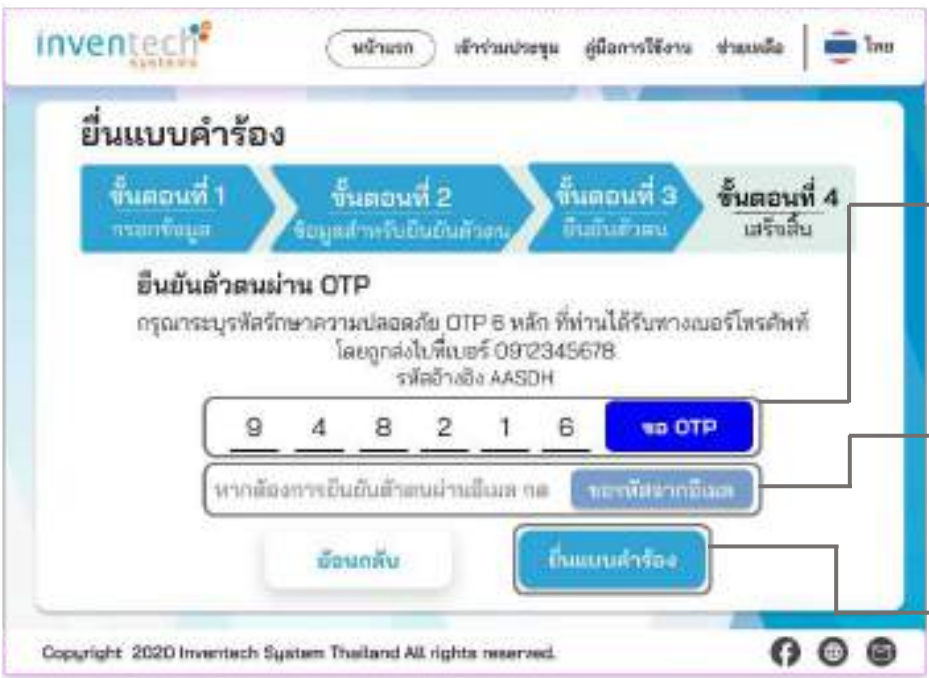 inventech
systems
หน้าแรก เข้าร่วมประชุม คู่มือการใช้งาน ช่วยเหลือ ไทย
ยื่นแบบคำร้อง
ขั้นตอนที่ 1
กรอกข้อมูล
ขั้นตอนที่ 2
ข้อมูลสำหรับยืนยันตัวตน
ขั้นตอนที่ 3
ยืนยันตัวตน
ขั้นตอนที่ 4
เสร็จสิ้น
ยืนยันตัวตนผ่าน OTP
กรุณาระบุรหัสรักษาความปลอดภัย OTP 6 หลัก ที่ท่านได้รับทางเบอร์โทรศัพท์
โดยถูกส่งไปที่เบอร์ 0912345678
รหัสอ้างอิง AASDH
9 4 8 2 1 6 ขอ OTP
หากต้องการยืนยันตัวตนผ่านอีเมล กด ขอรหัสจากอีเมล
ย้อนกลับ ยื่นแบบคำร้อง
Copyright 2020 Inventech System Thailand All rights reserved.